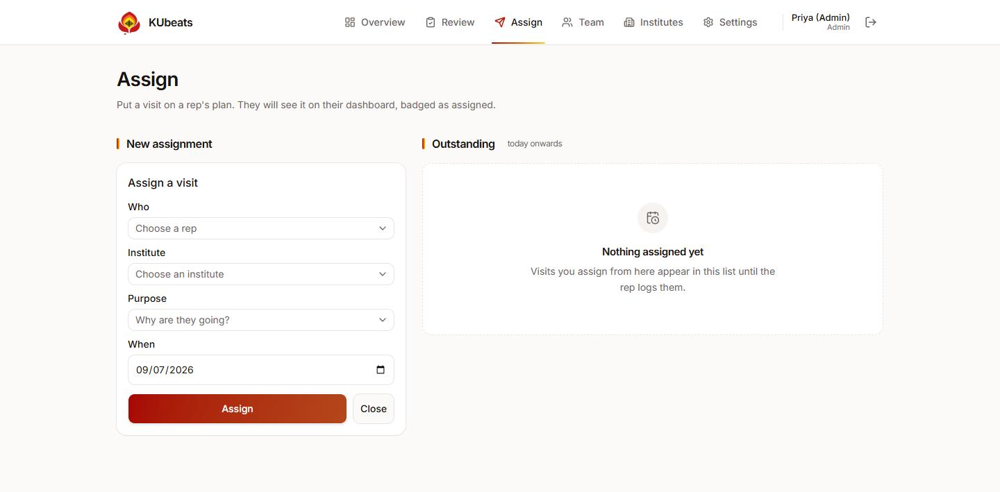 KUbeats
Overview
Review
Assign
Team
Institutes
Settings
Priya (Admin)
Admin
Assign
Put a visit on a rep's plan. They will see it on their dashboard, badged as assigned.
New assignment
Assign a visit
Who
Choose a rep
Institute
Choose an institute
Purpose
Why are they going?
When
09/07/2026
Assign
Close
Outstanding
today onwards
Nothing assigned yet
Visits you assign from here appear in this list until the
rep logs them.